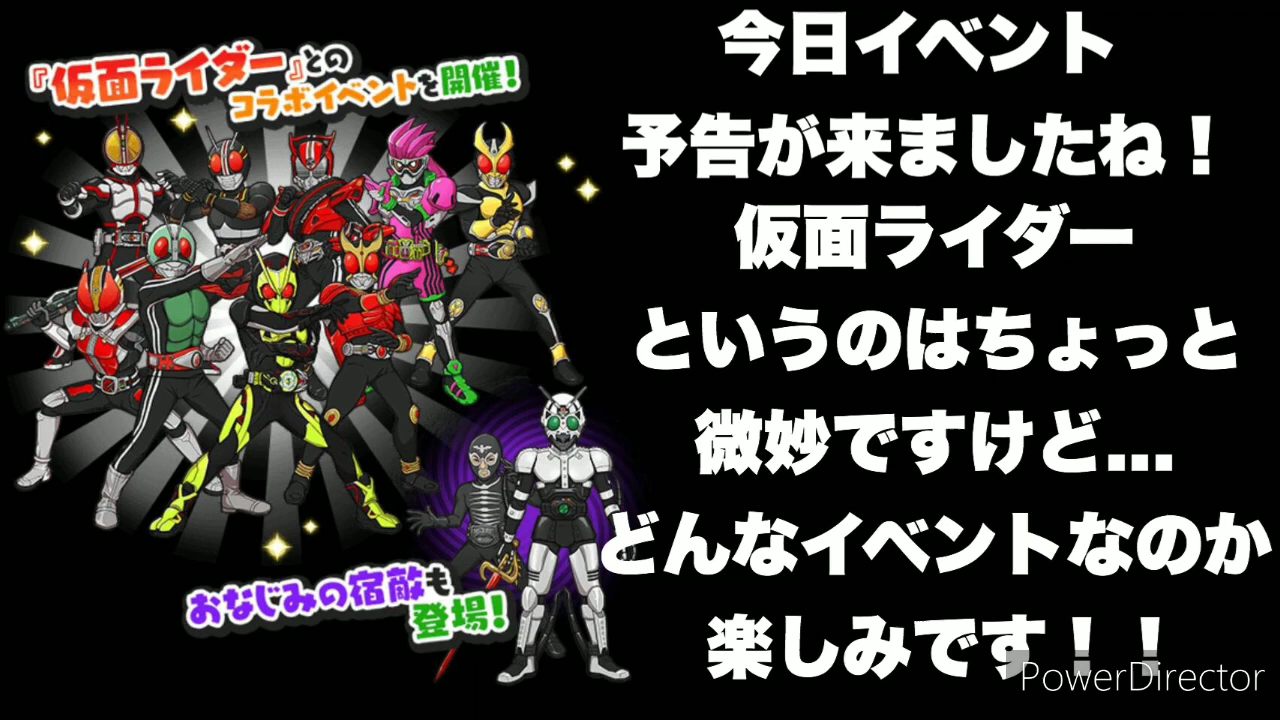 『仮面ライダー』との
コラボイベントを開催！
おなじみの宿敵も
登場！
今日イベント
予告が来ましたね！
仮面ライダー
というのはちょっと
微妙ですけど...
どんなイベントなのか
楽しみです！！
PowerDirector